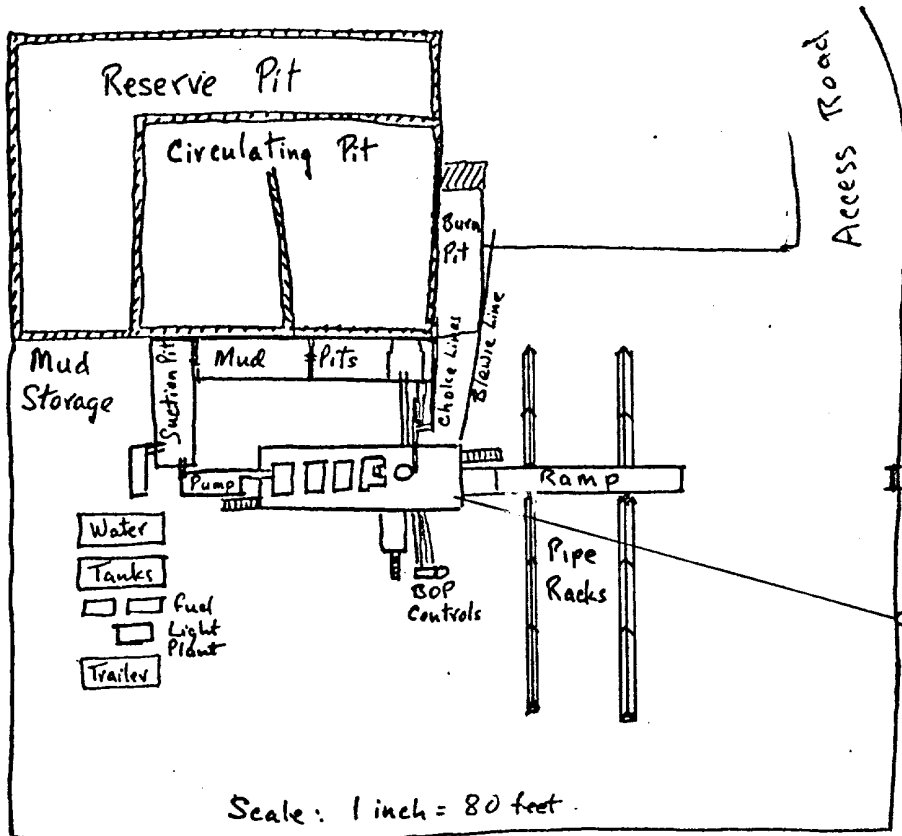 Reserve Pit
Circulating Pit
Access Road
Burn
Pit
Mud
Storage
Suction Pit
Mud Pits
Choke Lines
Blewie Line
Pump
Ramp
Water
Tanks
Fuel
Light
Plant
Trailer
BOP
Controls
Pipe
Racks
Scale: 1 inch = 80 feet